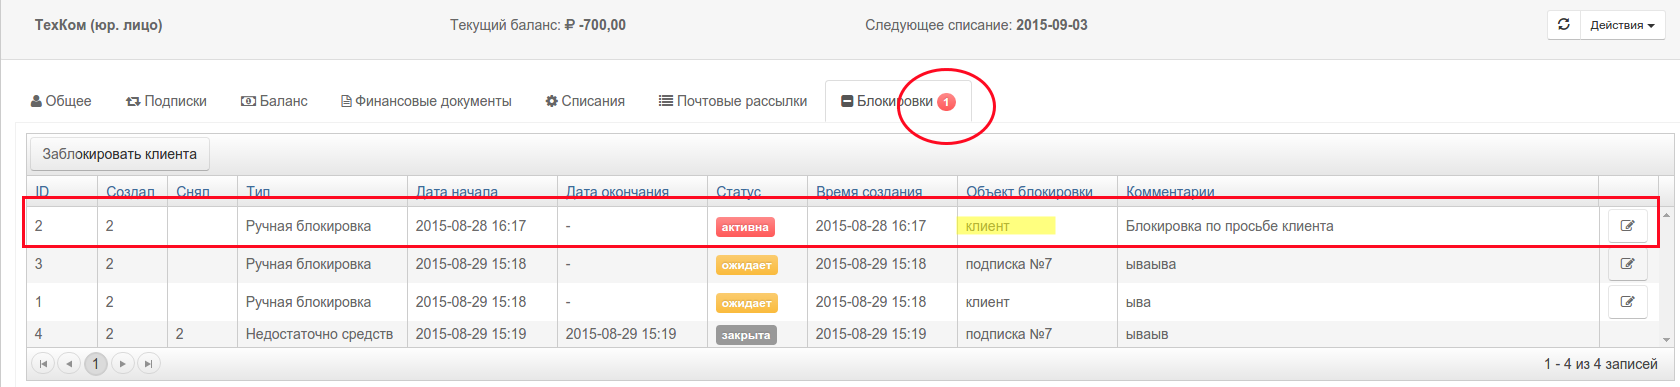 ТехКом (юр. лицо) Текущий баланс: ₽ -700,00 Следующее списание: 2015-09-03 Действия
Общее Подписки Баланс Финансовые документы Списания Почтовые рассылки Блокировки 1
Заблокировать клиента
ID Создал Снял Тип Дата начала Дата окончания Статус Время создания Объект блокировки Комментарии
2 2 Ручная блокировка 2015-08-28 16:17 - активна 2015-08-28 16:17 клиент Блокировка по просьбе клиента
3 2 Ручная блокировка 2015-08-29 15:18 - ожидает 2015-08-29 15:18 подписка №7 ываыва
1 2 Ручная блокировка 2015-08-29 15:18 - ожидает 2015-08-29 15:18 клиент ыва
4 2 2 Недостаточно средств 2015-08-29 15:19 2015-08-29 15:19 закрыта 2015-08-29 15:19 подписка №7 ываыв
1 1 - 4 из 4 записей